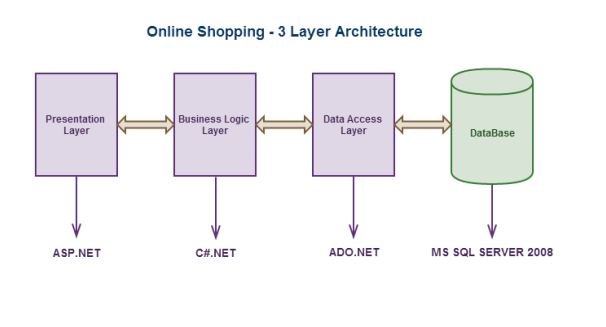 Online Shopping - 3 Layer Architecture
Presentation
Layer
Business Logic
Layer
Data Access
Layer
DataBase
ASP.NET
C#.NET
ADO.NET
MS SQL SERVER 2008